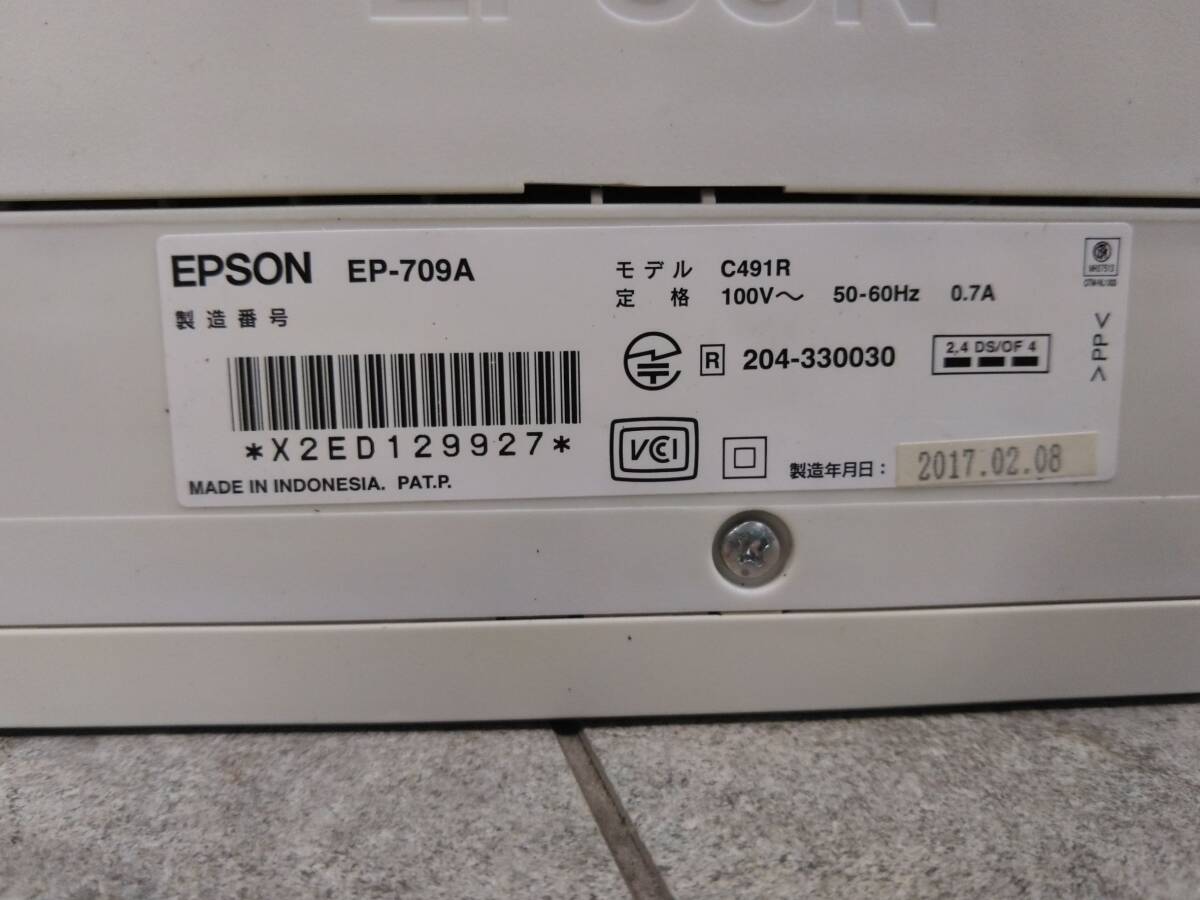 EPSON
EPSON EP-709A
製造番号
*X2ED129927*
MADE IN INDONESIA. PAT.P.
モデル C491R
定格 100V～ 50-60Hz 0.7A
R 204-330030
2.4 DS/OF 4
VCCI
製造年月日： 2017.02.08
>PP<